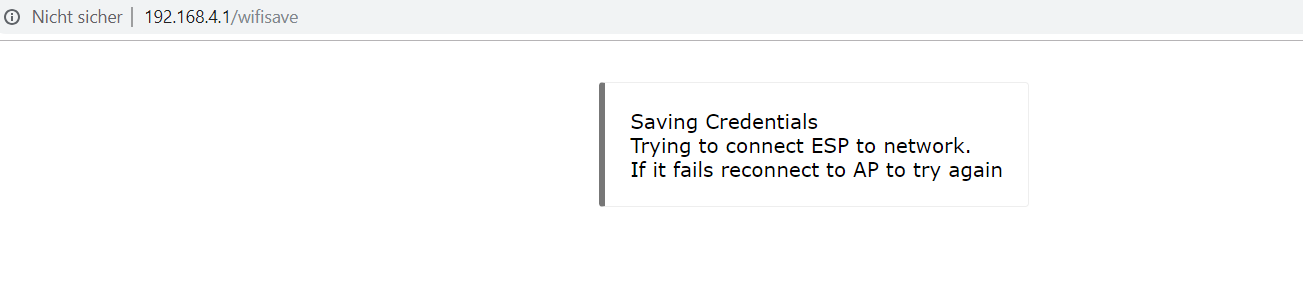 Nicht sicher | 192.168.4.1/wifisave
Saving Credentials
Trying to connect ESP to network.
If it fails reconnect to AP to try again